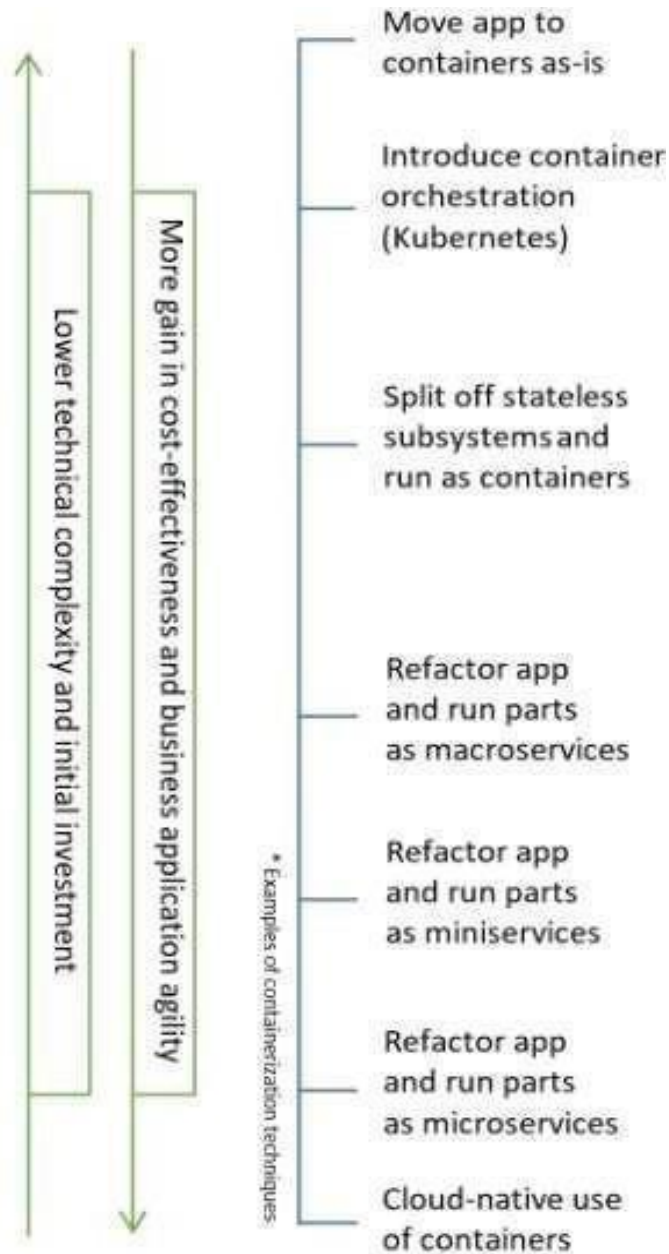 Move app to
containers as-is
Introduce container
orchestration
(Kubernetes)
Split off stateless
subsystems and
run as containers
Refactor app
and run parts
as macroservices
Refactor app
and run parts
as miniservices
Refactor app
and run parts
as microservices
Cloud-native use
of containers
More gain in cost-effectiveness and business application agility
Lower technical complexity and initial investment
* Examples of containerization techniques